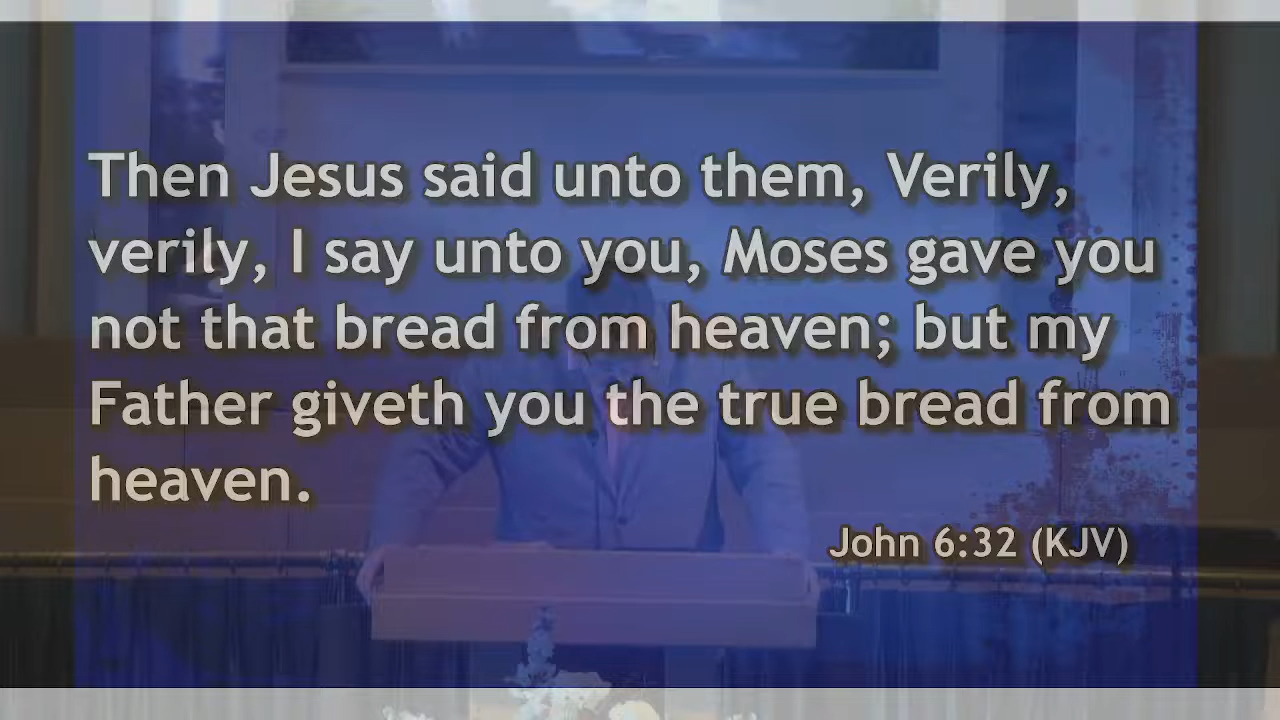 Then Jesus said unto them, Verily,
verily, I say unto you, Moses gave you
not that bread from heaven; but my
Father giveth you the true bread from
heaven.
John 6:32 (KJV)